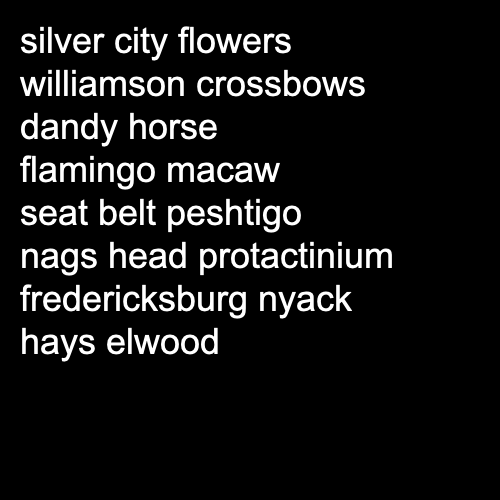 silver city flowers
williamson crossbows
dandy horse
flamingo macaw
seat belt peshtigo
nags head protactinium
fredericksburg nyack
hays elwood